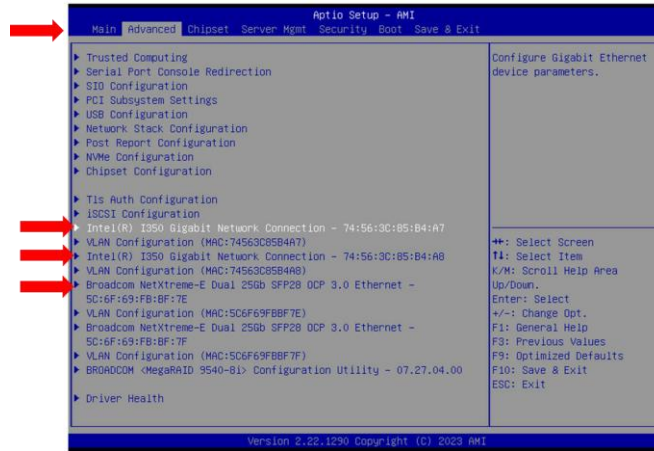 Aptio Setup – AMI
Main Advanced Chipset Server Mgmt Security Boot Save & Exit
Trusted Computing
Serial Port Console Redirection
SIO Configuration
PCI Subsystem Settings
USB Configuration
Network Stack Configuration
Post Report Configuration
NVMe Configuration
Chipset Configuration
Tls Auth Configuration
iSCSI Configuration
Intel(R) I350 Gigabit Network Connection – 74:56:3C:85:B4:A7
VLAN Configuration (MAC:74563C85B4A7)
Intel(R) I350 Gigabit Network Connection – 74:56:3C:85:B4:A8
VLAN Configuration (MAC:74563C85B4A8)
Broadcom NetXtreme-E Dual 25Gb SFP28 OCP 3.0 Ethernet –
5C:6F:69:FB:BF:7E
VLAN Configuration (MAC:5C6F69FBBF7E)
Broadcom NetXtreme-E Dual 25Gb SFP28 OCP 3.0 Ethernet –
5C:6F:69:FB:BF:7F
VLAN Configuration (MAC:5C6F69FBBF7F)
BROADCOM <MegaRAID 9540-8i> Configuration Utility – 07.27.04.00
Driver Health
Configure Gigabit Ethernet
device parameters.
→←: Select Screen
↑↓: Select Item
K/M: Scroll Help Area
Up/Down.
Enter: Select
+/-: Change Opt.
F1: General Help
F3: Previous Values
F9: Optimized Defaults
F10: Save & Exit
ESC: Exit
Version 2.22.1290 Copyright (C) 2023 AMI